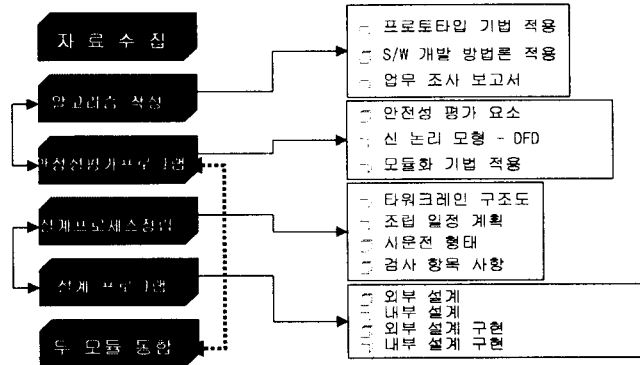 자 료 수 집
알고리즘 작성
안정성평가프로그램
설계프로세스정립
설계 프로그램
두 모듈 통합
프로토타입 기법 적용
S/W 개발 방법론 적용
업무 조사 보고서
안전성 평가 요소
신 논리 모형 - DFD
모듈화 기법 적용
타워크레인 구조도
조립 일정 계획
시운전 형태
검사 항목 사항
외부 설계
내부 설계
외부 설계 구현
내부 설계 구현